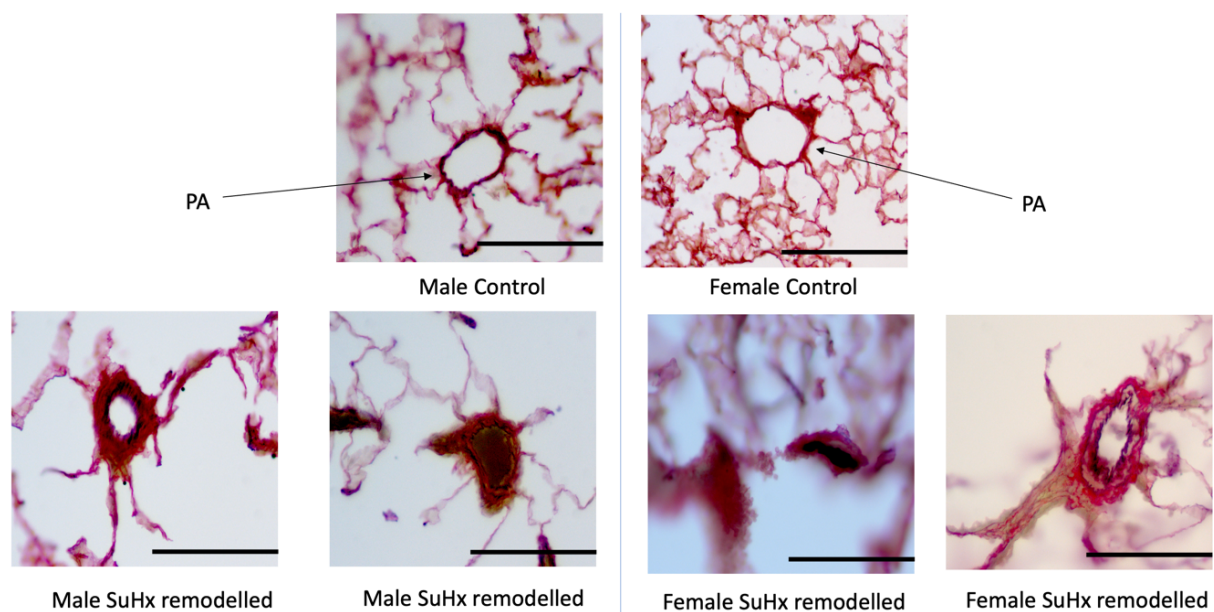 PA
PA
Male Control
Female Control
Male SuHx remodelled
Male SuHx remodelled
Female SuHx remodelled
Female SuHx remodelled